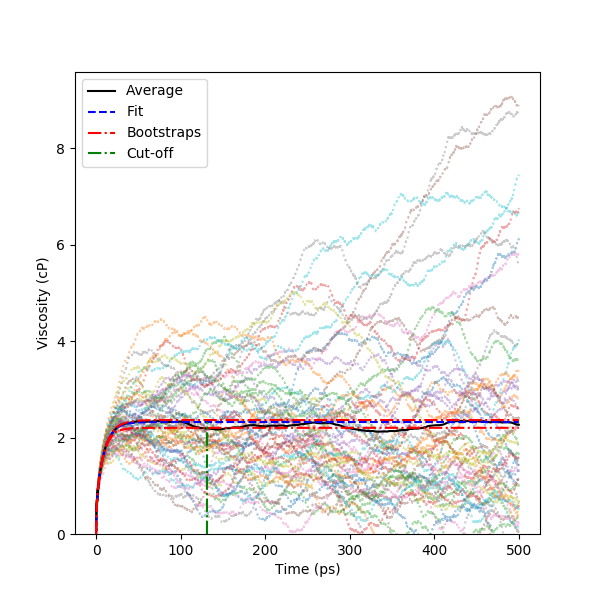 Average
Fit
Bootstraps
Cut-off
Viscosity (cP)
8
6
4
2
0
0 100 200 300 400 500
Time (ps)